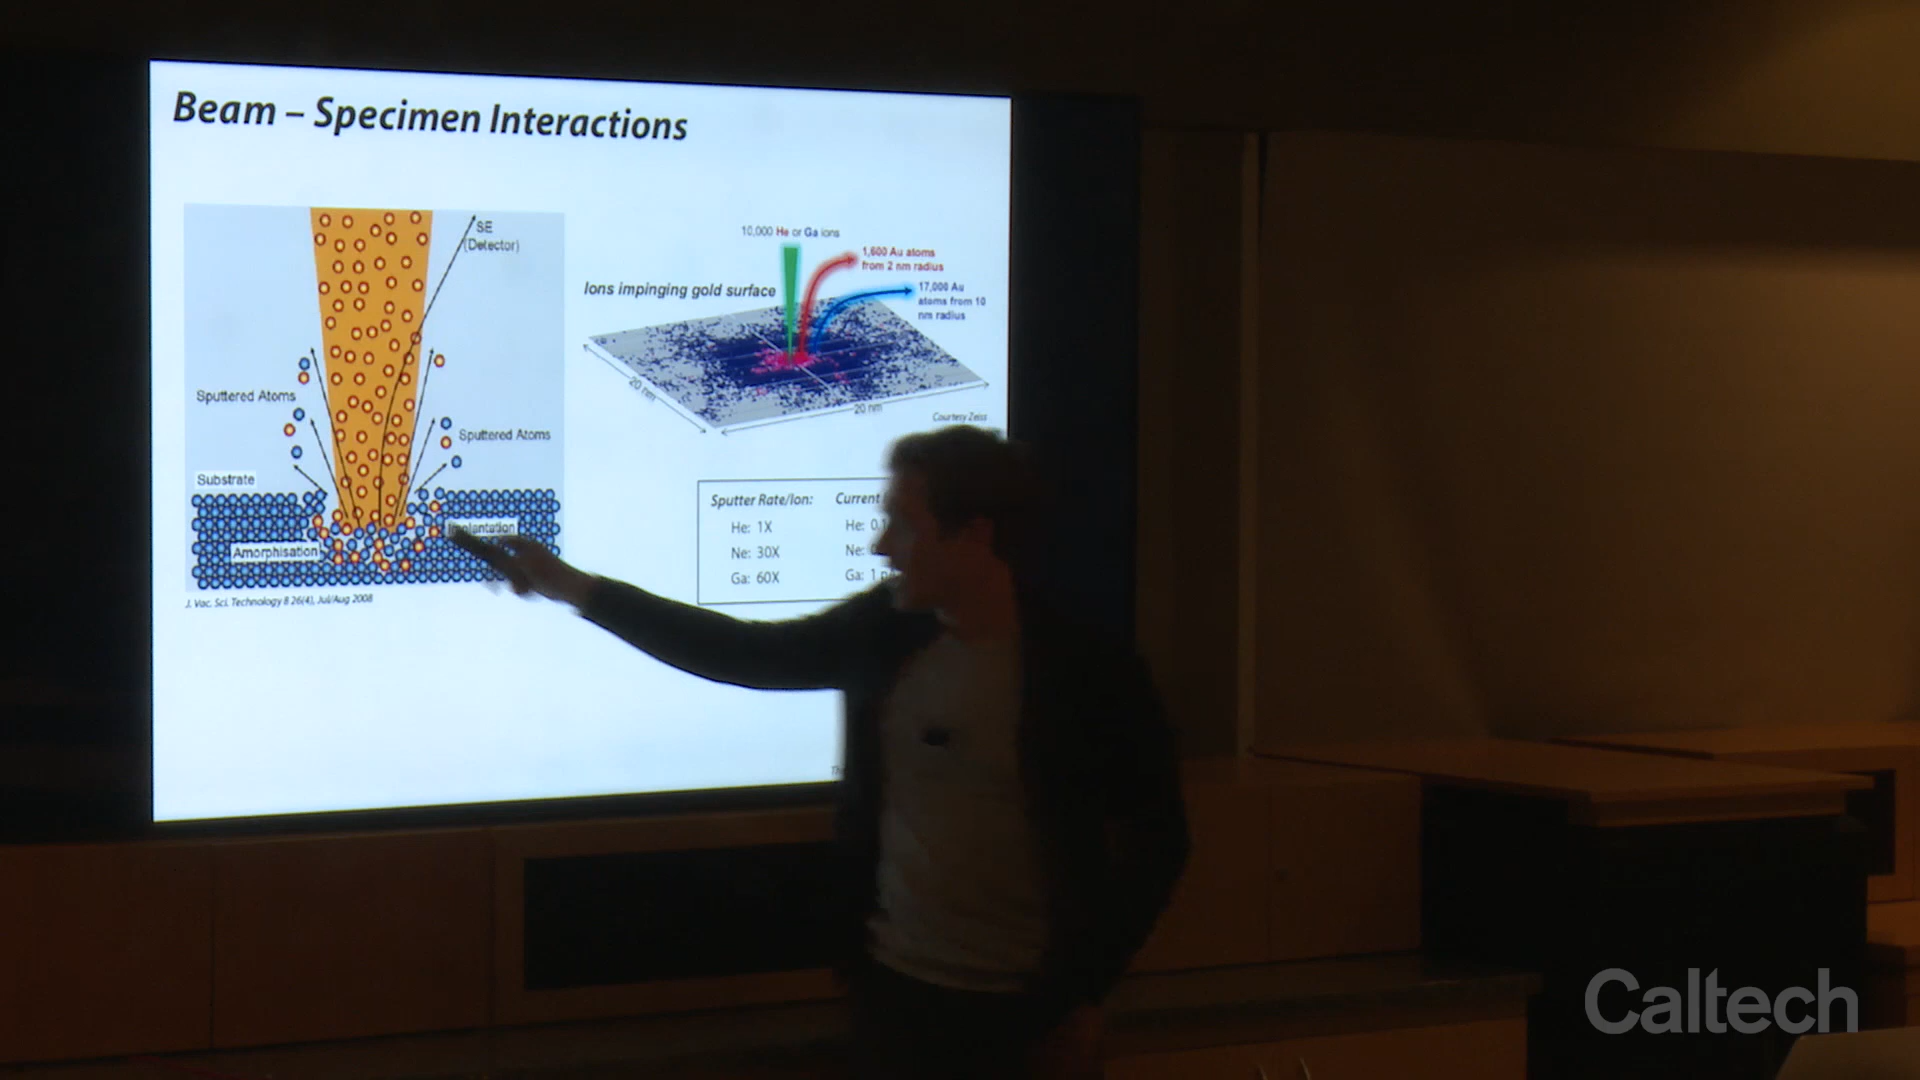 Beam – Specimen Interactions
SE
(Detector)
Sputtered Atoms
Sputtered Atoms
Substrate
Implantation
Amorphisation
J. Vac. Sci. Technology B 26(4), Jul/Aug 2008
10,000 He or Ga ions
1,600 Au atoms
from 2 nm radius
17,000 Au
atoms from 10
nm radius
Ions impinging gold surface
20 nm
20 nm
Courtesy Zeiss
Sputter Rate/Ion: Current
He: 1X He: 0.1
Ne: 30X Ne:
Ga: 60X Ga: 1
Caltech